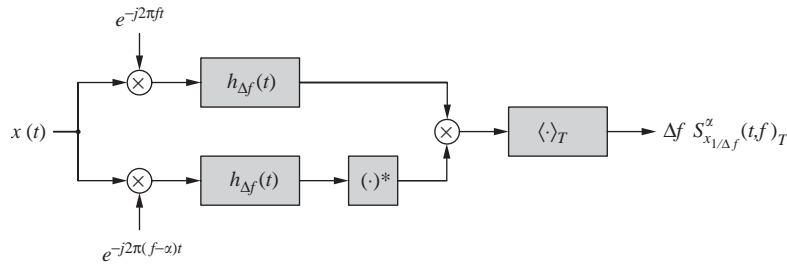 e^{-j2πft}
h_{Δf}(t)
x (t)
×
×
⟨·⟩_T
Δf S^α_{x_{1/Δf}}(t,f)_T
×
h_{Δf}(t)
(·)*
e^{-j2π(f-α)t}